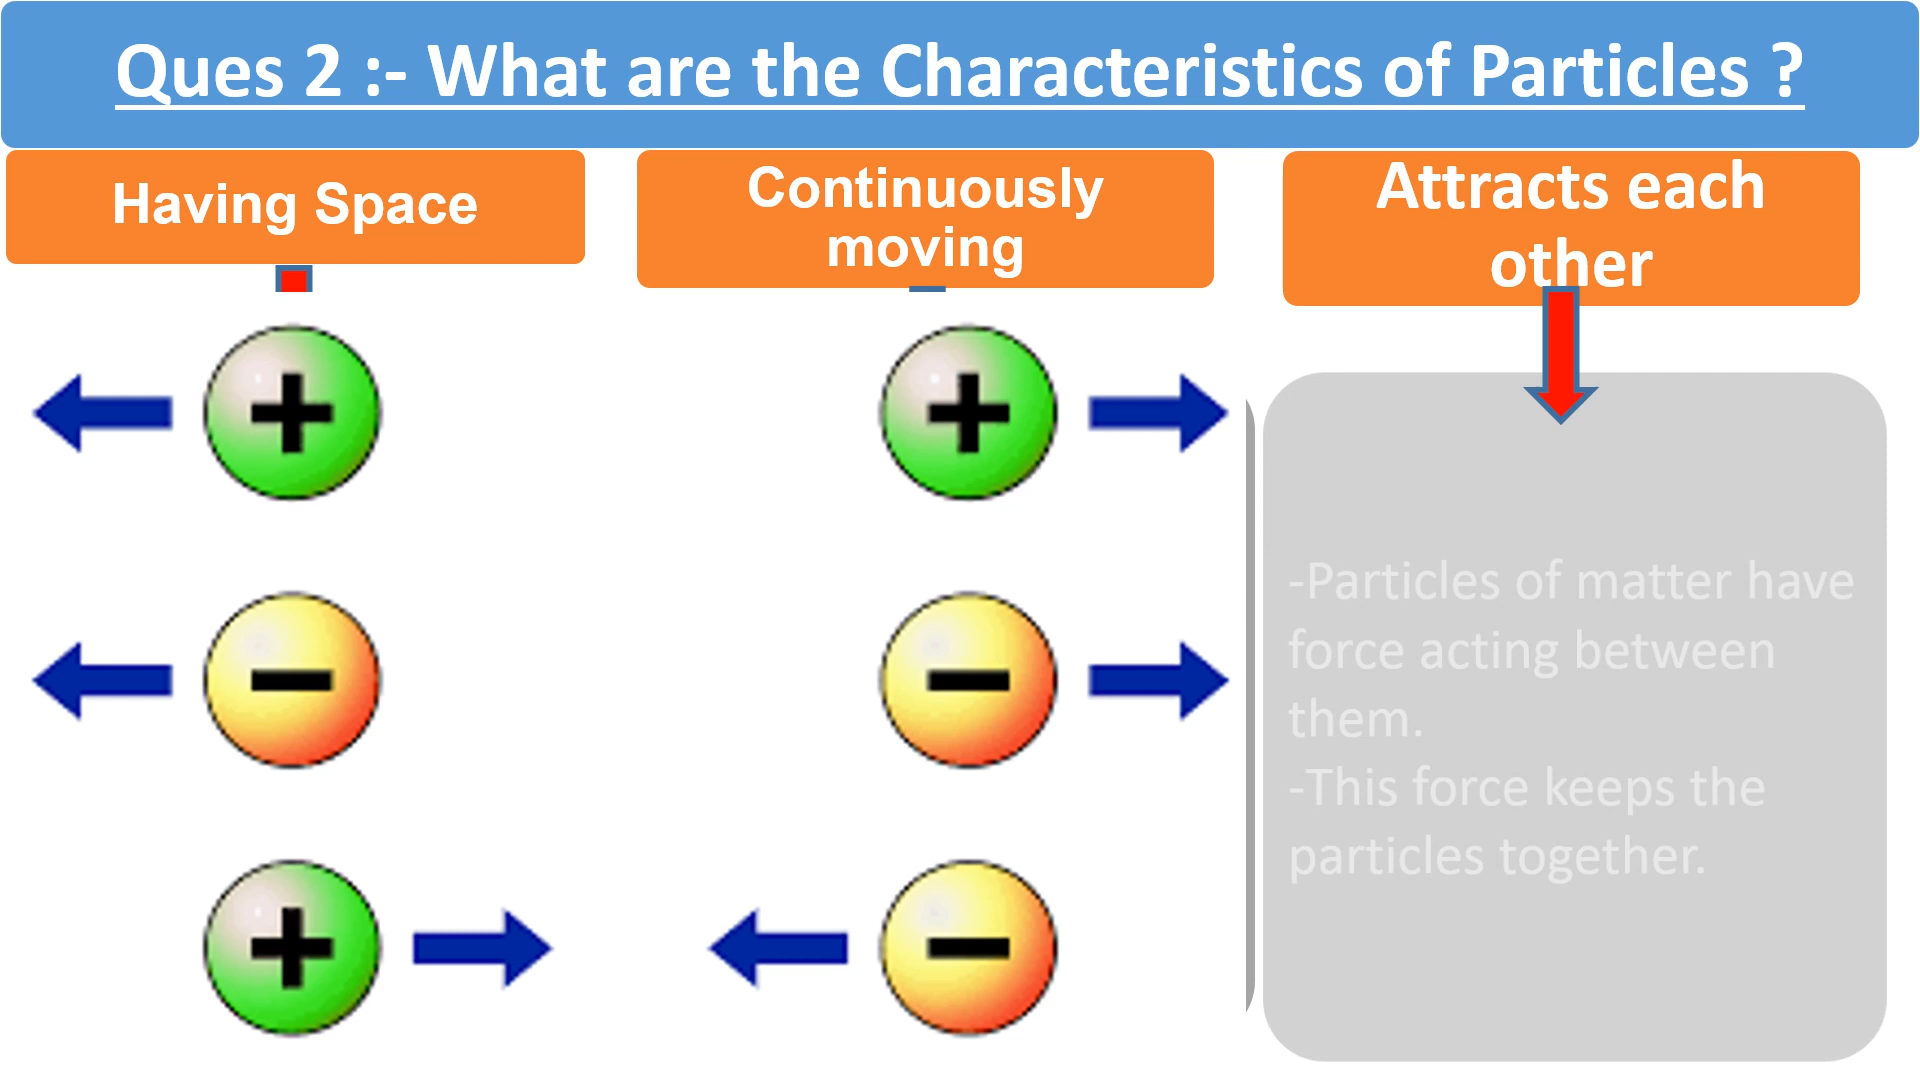 Ques 2 :- What are the Characteristics of Particles ?
Having Space
Continuously
moving
Attracts each
other
+
+
−
−
+
−
-Particles of matter have
force acting between
them.
-This force keeps the
particles together.